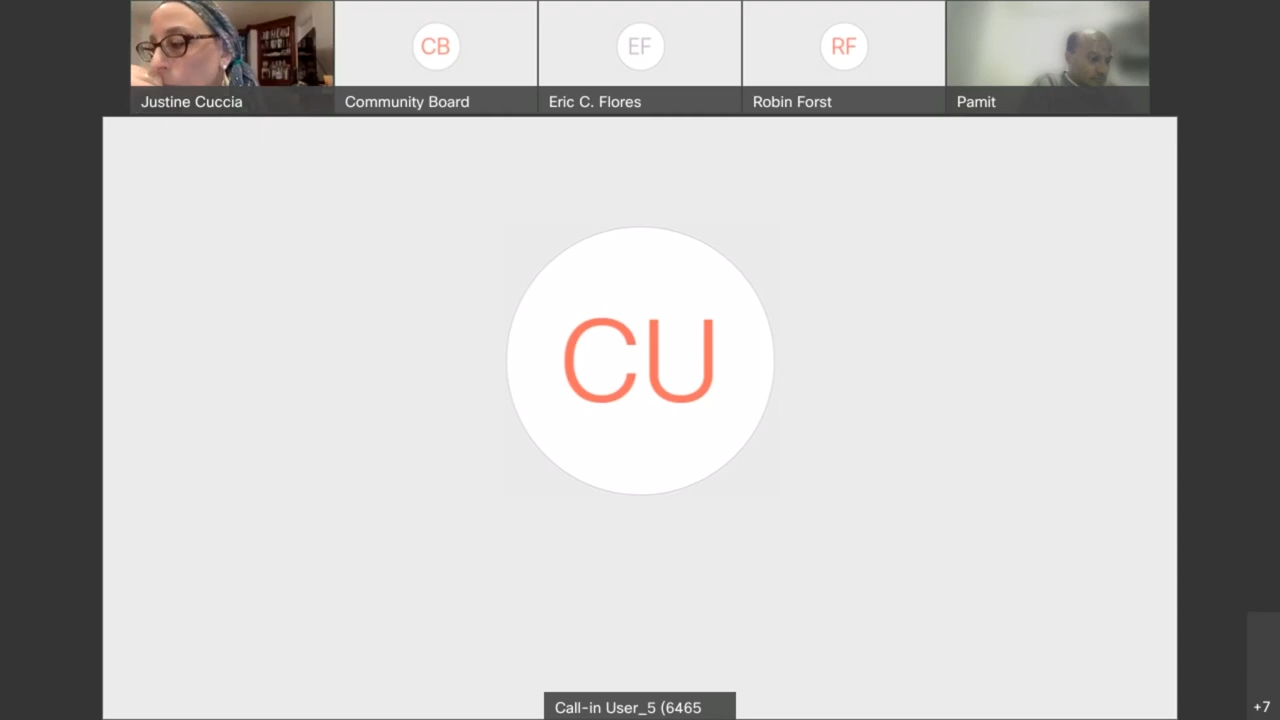 CB
EF
RF
Justine Cuccia
Community Board
Eric C. Flores
Robin Forst
Pamit
CU
Call-in User_5 (6465
+7